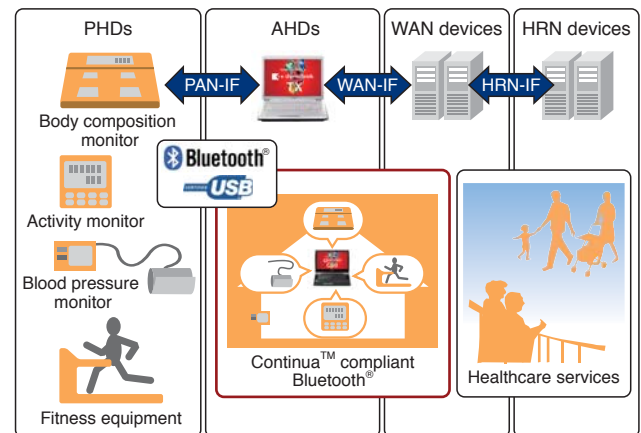 PHDs
AHDs
WAN devices
HRN devices
PAN-IF
WAN-IF
HRN-IF
TX
Body composition
monitor
Bluetooth®
USB
Activity monitor
Blood pressure
monitor
Fitness equipment
Continua™ compliant
Bluetooth®
Healthcare services